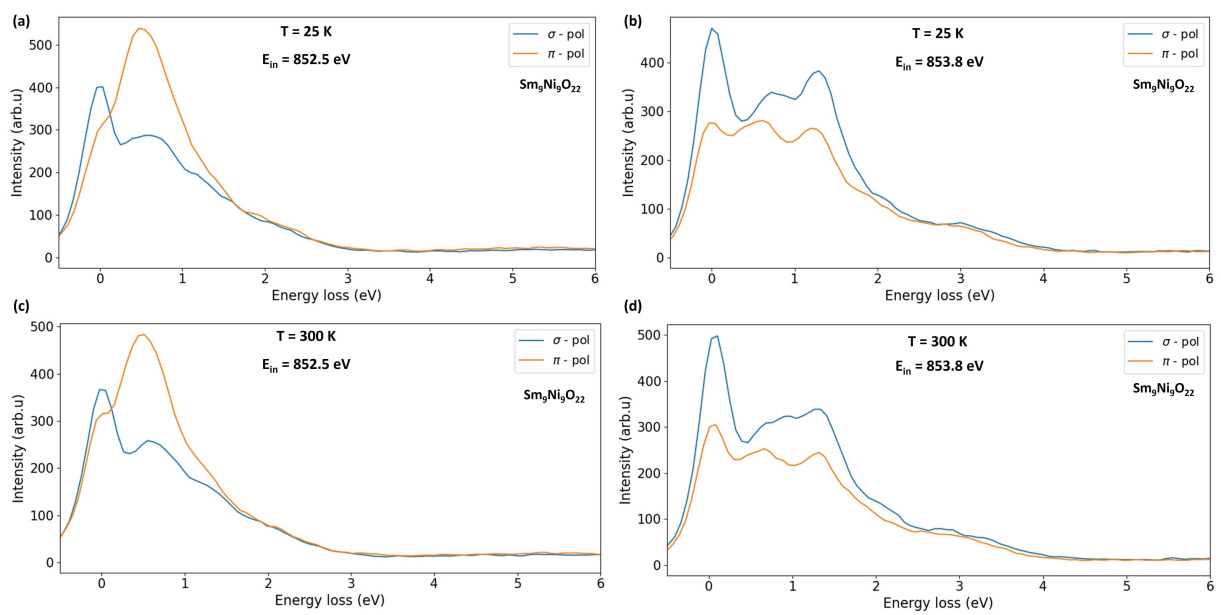 (a)
T = 25 K
E_in = 852.5 eV
σ - pol
π - pol
Sm₉Ni₉O₂₂
Intensity (arb.u)
500
400
300
200
100
0
0 1 2 3 4 5 6
Energy loss (eV)
(b)
T = 25 K
E_in = 853.8 eV
σ - pol
π - pol
Sm₉Ni₉O₂₂
Intensity (arb.u)
400
300
200
100
0
0 1 2 3 4 5 6
Energy loss (eV)
(c)
T = 300 K
E_in = 852.5 eV
σ - pol
π - pol
Sm₉Ni₉O₂₂
Intensity (arb.u)
500
400
300
200
100
0
0 1 2 3 4 5 6
Energy loss (eV)
(d)
T = 300 K
E_in = 853.8 eV
σ - pol
π - pol
Sm₉Ni₉O₂₂
Intensity (arb.u)
500
400
300
200
100
0
0 1 2 3 4 5 6
Energy loss (eV)